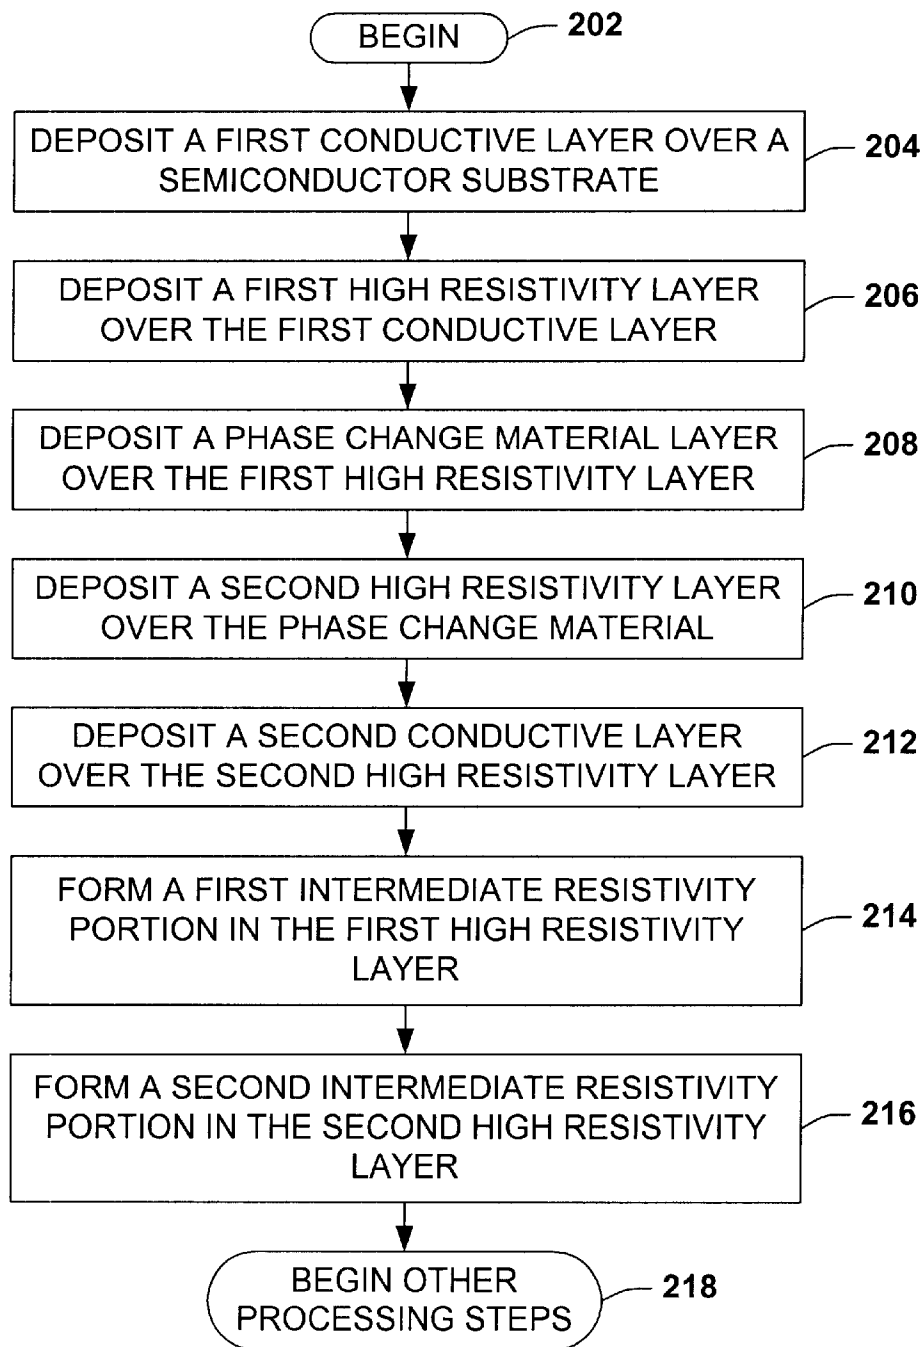 BEGIN
202
DEPOSIT A FIRST CONDUCTIVE LAYER OVER A
SEMICONDUCTOR SUBSTRATE
204
DEPOSIT A FIRST HIGH RESISTIVITY LAYER
OVER THE FIRST CONDUCTIVE LAYER
206
DEPOSIT A PHASE CHANGE MATERIAL LAYER
OVER THE FIRST HIGH RESISTIVITY LAYER
208
DEPOSIT A SECOND HIGH RESISTIVITY LAYER
OVER THE PHASE CHANGE MATERIAL
210
DEPOSIT A SECOND CONDUCTIVE LAYER
OVER THE SECOND HIGH RESISTIVITY LAYER
212
FORM A FIRST INTERMEDIATE RESISTIVITY
PORTION IN THE FIRST HIGH RESISTIVITY
LAYER
214
FORM A SECOND INTERMEDIATE RESISTIVITY
PORTION IN THE SECOND HIGH RESISTIVITY
LAYER
216
BEGIN OTHER
PROCESSING STEPS
218